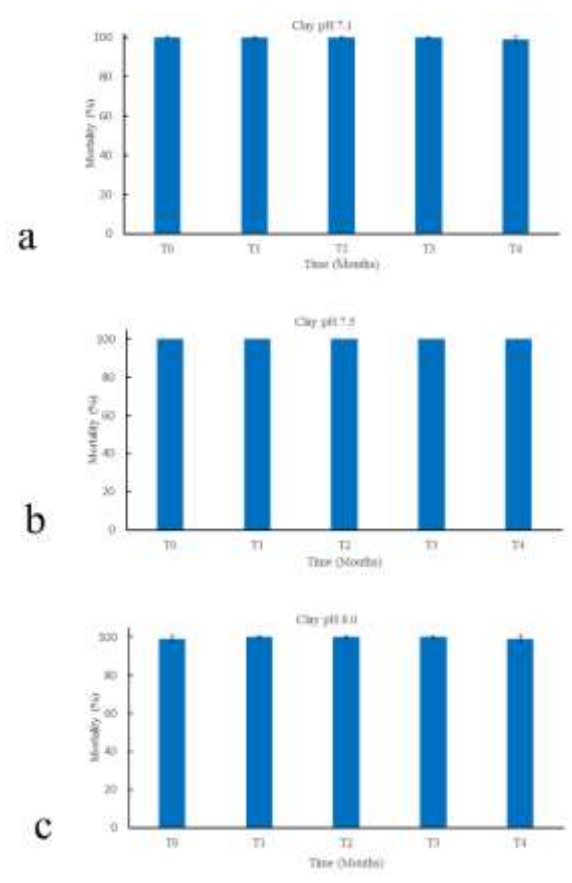 Clay pH 7.1
Mortality (%)
100
80
60
40
20
0
T0 T1 T2 T3 T4
Time (Months)
a
Clay pH 7.5
Mortality (%)
100
80
60
40
20
0
T0 T1 T2 T3 T4
Time (Months)
b
Clay pH 8.0
Mortality (%)
100
80
60
40
20
0
T0 T1 T2 T3 T4
Time (Months)
c